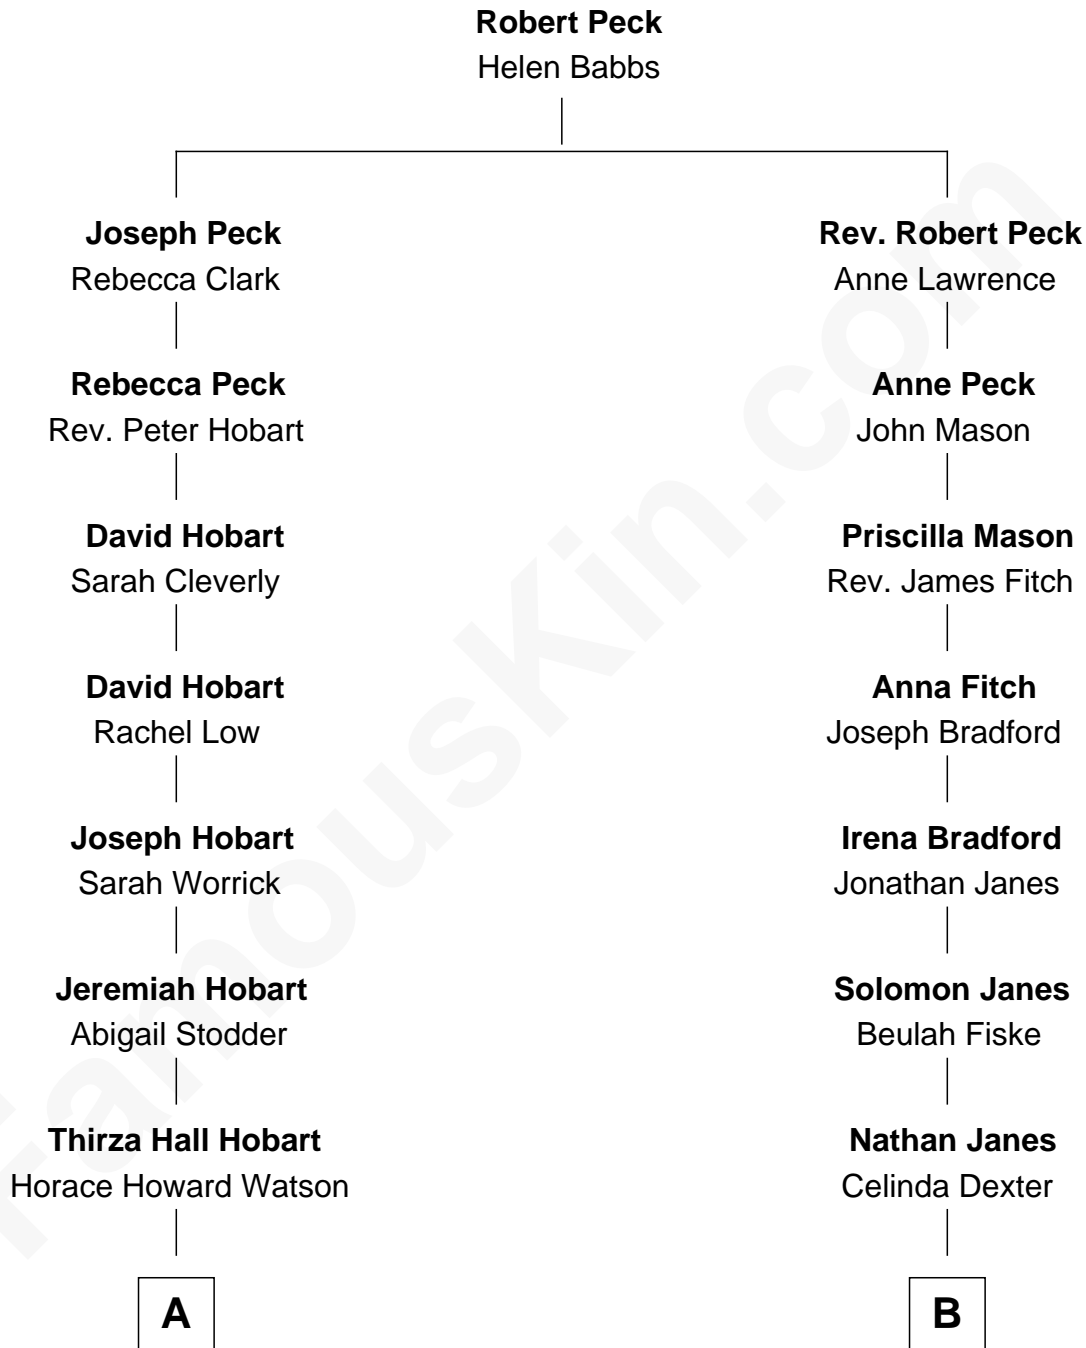 Robert Peck
Helen Babbs
Joseph Peck
Rebecca Clark
Rev. Robert Peck
Anne Lawrence
Rebecca Peck
Rev. Peter Hobart
Anne Peck
John Mason
David Hobart
Sarah Cleverly
Priscilla Mason
Rev. James Fitch
David Hobart
Rachel Low
Anna Fitch
Joseph Bradford
Joseph Hobart
Sarah Worrick
Irena Bradford
Jonathan Janes
Jeremiah Hobart
Abigail Stodder
Solomon Janes
Beulah Fiske
Thirza Hall Hobart
Horace Howard Watson
Nathan Janes
Celinda Dexter
A
B
FamousKin.com